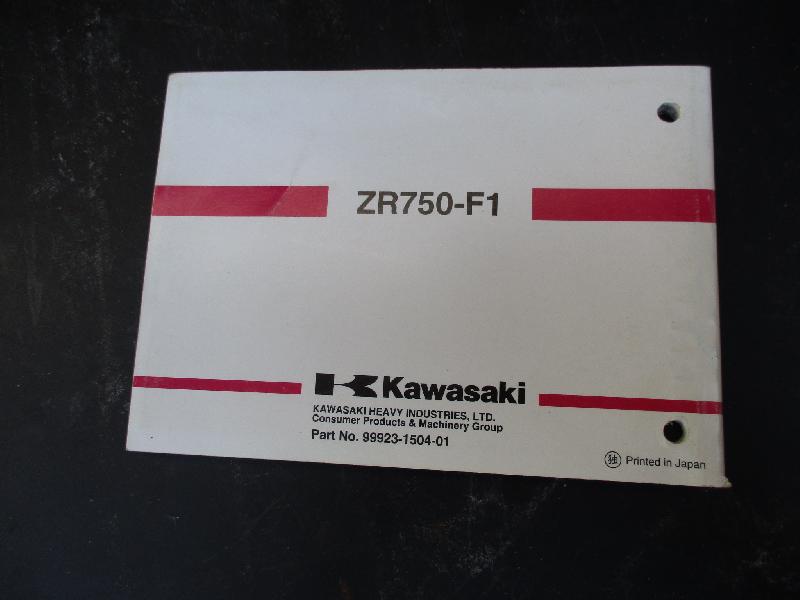 ZR750-F1
Kawasaki
KAWASAKI HEAVY INDUSTRIES, LTD.
Consumer Products & Machinery Group
Part No. 99923-1504-01
独 Printed in Japan